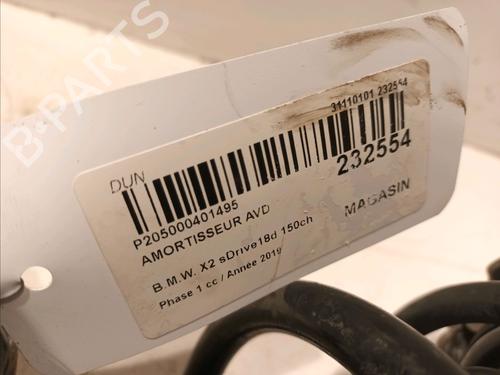 B-PARTS
DUN
31110101 232554
P205000401495
232554
AMORTISSEUR AVD
MAGASIN
B.M.W. X2 sDrive18d 150ch
Phase 1 cc / Année 2019